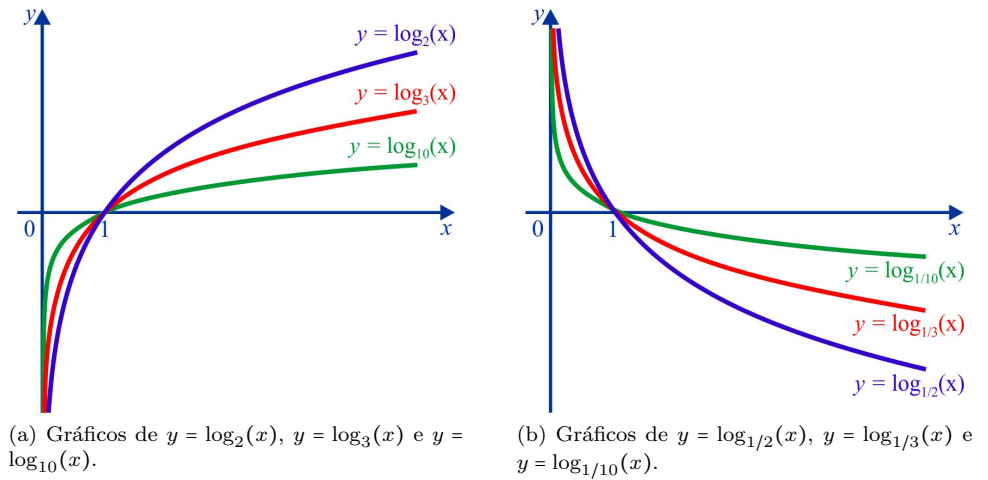 y
y = log₂(x)
y = log₃(x)
y = log₁₀(x)
0
1
x
y
0
1
x
y = log₁/₁₀(x)
y = log₁/₃(x)
y = log₁/₂(x)
(a) Gráficos de y = log₂(x), y = log₃(x) e y =
log₁₀(x).
(b) Gráficos de y = log₁/₂(x), y = log₁/₃(x) e
y = log₁/₁₀(x).